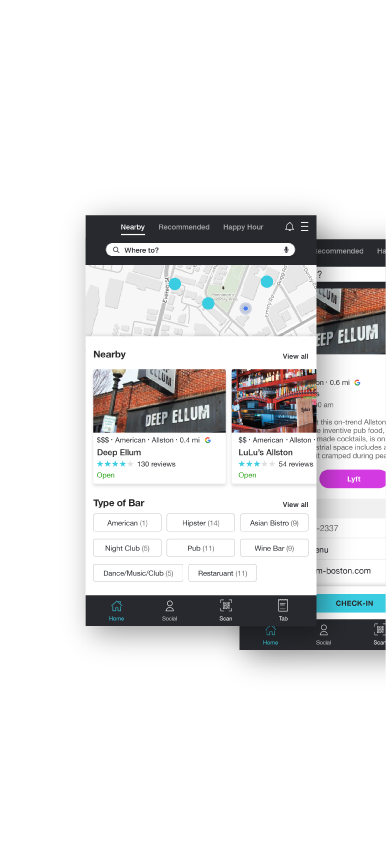 Nearby Recommended Happy Hour
Where to?
Nearby View all
DEEP ELLUM
$$$ · American · Allston · 0.4 mi G
$$ · American · Allston
Deep Ellum
LuLu's Allston
130 reviews
54 reviews
Open
Open
Type of Bar View all
American (1) Hipster (14) Asian Bistro (9)
Night Club (5) Pub (11) Wine Bar (9)
Dance/Music/Club (5) Restaruant (11)
Home Social Scan Tab
ecommended Ha
?
DEEP ELLUM
ston · 0.6 mi G
0 am
t this on-trend Allston
e inventive pub food,
made cocktails, is on
strial space includes a
t cramped during pea
Lyft
-2337
enu
m-boston.com
CHECK-IN
Home Social Scan